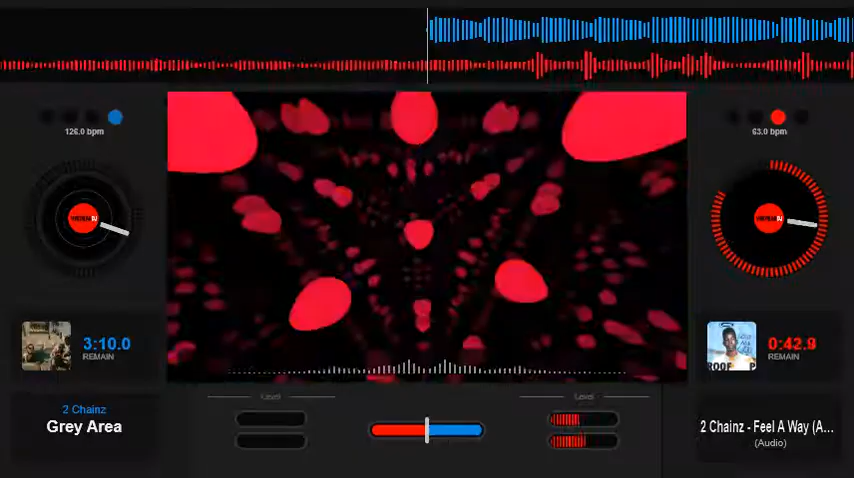 126.0 bpm
63.0 bpm
3:10.0
REMAIN
0:42.9
REMAIN
Level
Level
2 Chainz
Grey Area
2 Chainz - Feel A Way (A...
(Audio)